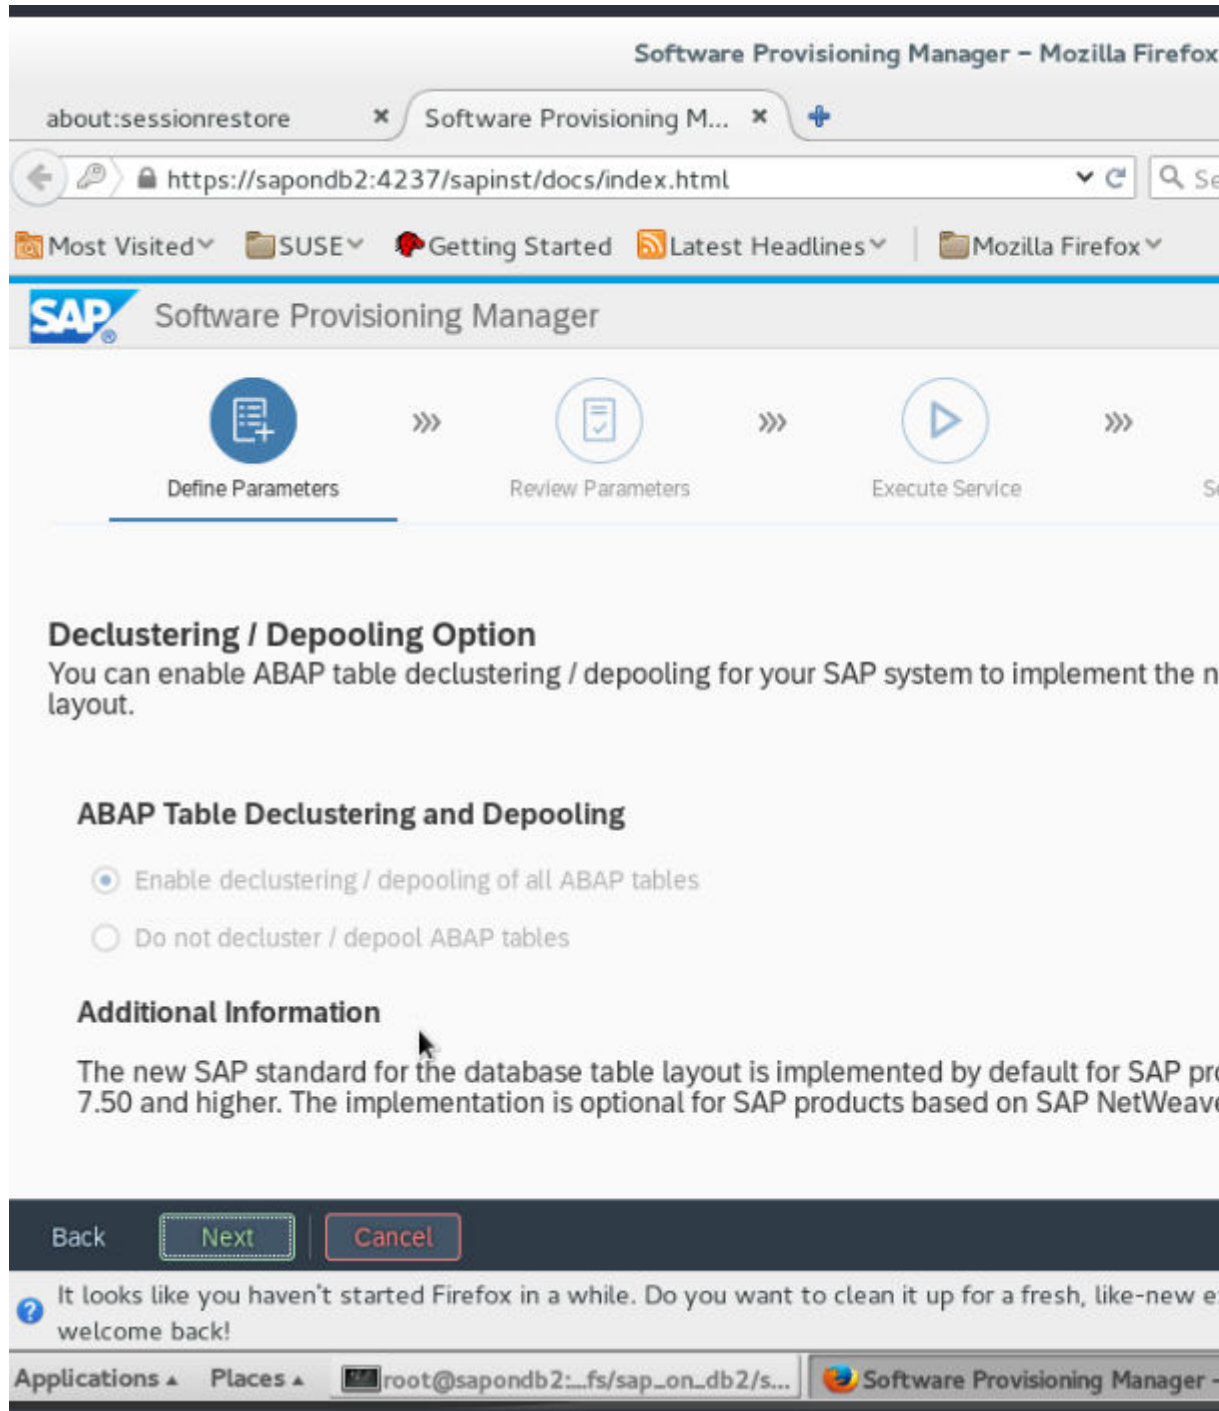 Software Provisioning Manager – Mozilla Firefox
about:sessionrestore
Software Provisioning M...
https://sapondb2:4237/sapinst/docs/index.html
Se
Most Visited
SUSE
Getting Started
Latest Headlines
Mozilla Firefox
SAP
Software Provisioning Manager
Define Parameters
Review Parameters
Execute Service
Declustering / Depooling Option
You can enable ABAP table declustering / depooling for your SAP system to implement the n
layout.
ABAP Table Declustering and Depooling
Enable declustering / depooling of all ABAP tables
Do not decluster / depool ABAP tables
Additional Information
The new SAP standard for the database table layout is implemented by default for SAP pro
7.50 and higher. The implementation is optional for SAP products based on SAP NetWeave
Back
Next
Cancel
It looks like you haven't started Firefox in a while. Do you want to clean it up for a fresh, like-new e
welcome back!
Applications
Places
root@sapondb2:...fs/sap_on_db2/s...
Software Provisioning Manager -